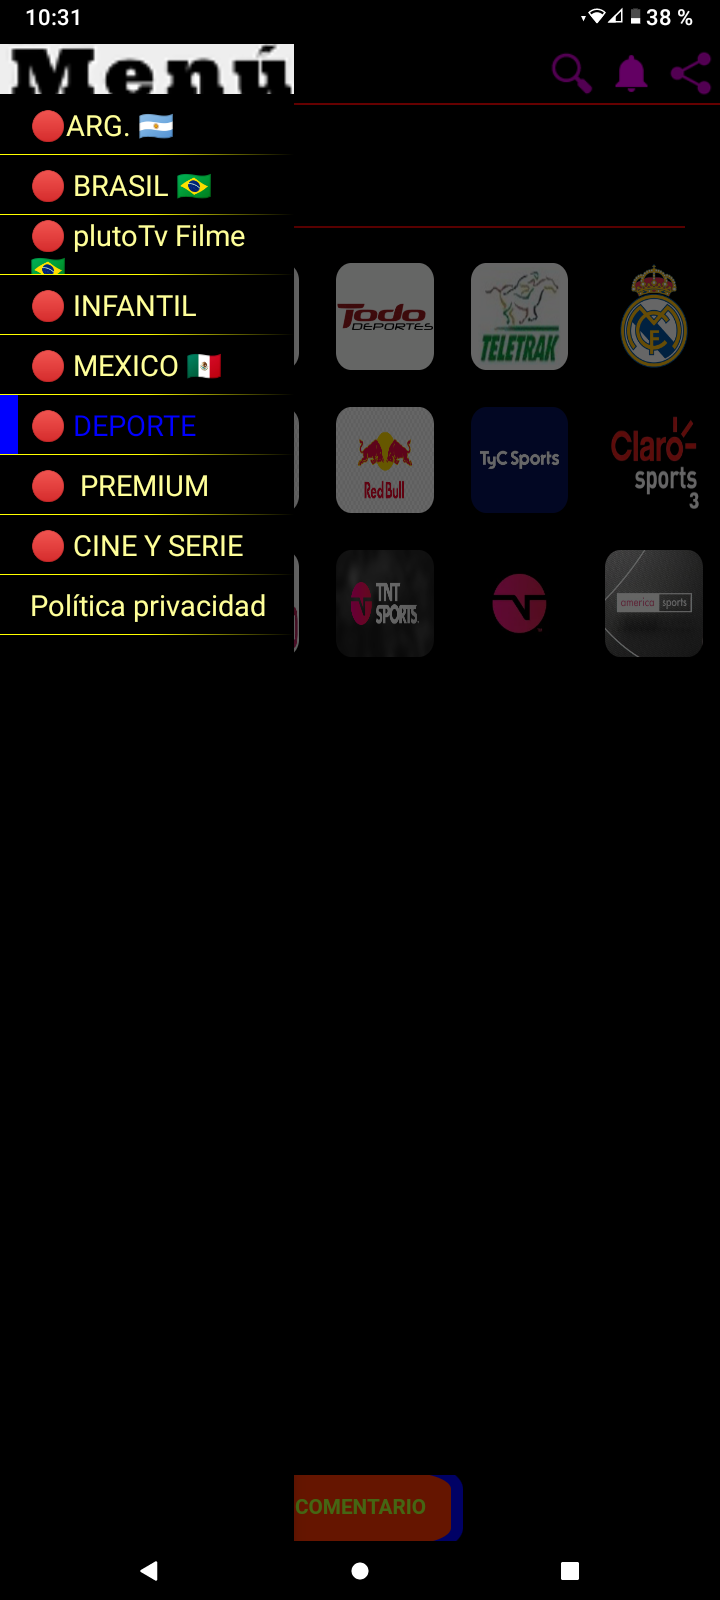 10:31
38 %
Menú
🔴ARG. 🇦🇷
🔴 BRASIL 🇧🇷
🔴 plutoTv Filme
🇧🇷
🔴 INFANTIL
🔴 MEXICO 🇲🇽
🔴 DEPORTE
🔴 PREMIUM
🔴 CINE Y SERIE
Política privacidad
Todo
DEPORTES
TELETRAK
Red Bull
TyC Sports
Claro-
sports
3
TNT
SPORTS
america sports
COMENTARIO